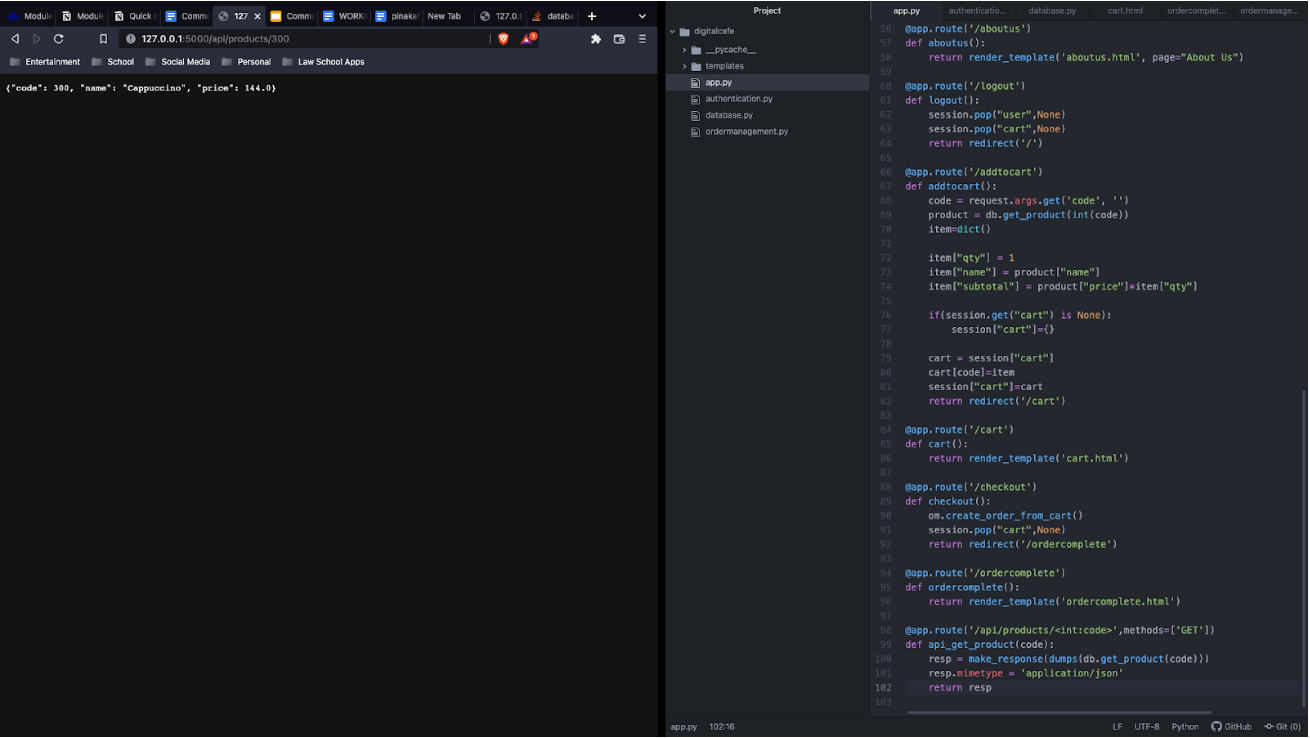 Module
Module
Quick
Comm
127
Comm
WORK
pinaka
New Tab
127.0.
databa
127.0.0.1:5000/api/products/300
1
Entertainment
School
Social Media
Personal
Law School Apps
{"code": 300, "name": "Cappuccino", "price": 144.0}
Project
digitalcafe
__pycache__
templates
app.py
authentication.py
database.py
ordermanagement.py
app.py
authenticatio...
database.py
cart.html
ordercomplet...
ordermanage...
56 @app.route('/aboutus')
57 def aboutus():
58     return render_template('aboutus.html', page="About Us")
59
60 @app.route('/logout')
61 def logout():
62     session.pop("user",None)
63     session.pop("cart",None)
64     return redirect('/')
65
66 @app.route('/addtocart')
67 def addtocart():
68     code = request.args.get('code', '')
69     product = db.get_product(int(code))
70     item=dict()
71
72     item["qty"] = 1
73     item["name"] = product["name"]
74     item["subtotal"] = product["price"]*item["qty"]
75
76     if(session.get("cart") is None):
77         session["cart"]={}
78
79     cart = session["cart"]
80     cart[code]=item
81     session["cart"]=cart
82     return redirect('/cart')
83
84 @app.route('/cart')
85 def cart():
86     return render_template('cart.html')
87
88 @app.route('/checkout')
89 def checkout():
90     om.create_order_from_cart()
91     session.pop("cart",None)
92     return redirect('/ordercomplete')
93
94 @app.route('/ordercomplete')
95 def ordercomplete():
96     return render_template('ordercomplete.html')
97
98 @app.route('/api/products/<int:code>',methods=['GET'])
99 def api_get_product(code):
100     resp = make_response(dumps(db.get_product(code)))
101     resp.mimetype = 'application/json'
102     return resp
103
app.py 102:16
LF UTF-8 Python GitHub Git (0)